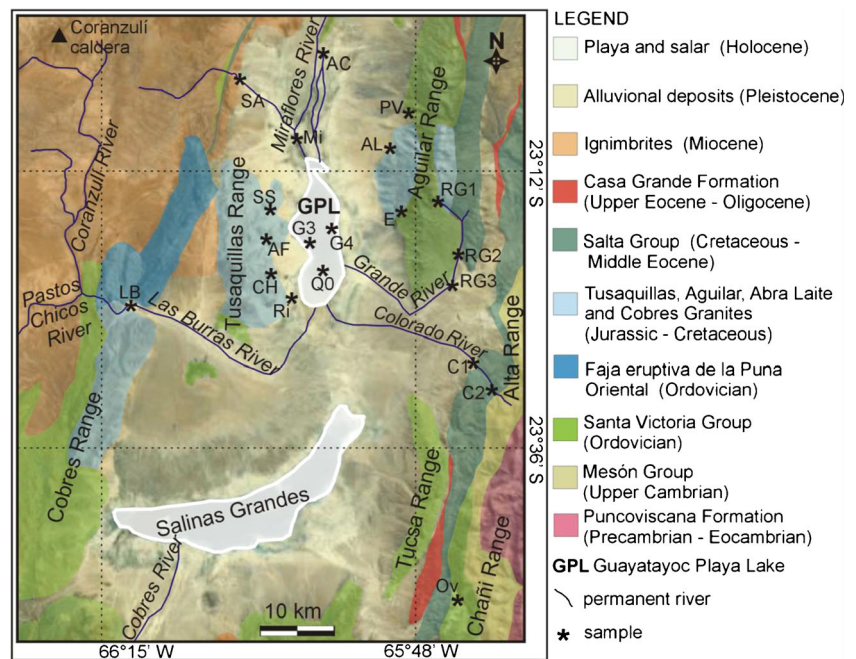 Coranzulí
caldera
Miraflores River
AC
N
SA
PV
Mi
AL
Aguilar Range
23°12' S
Coranzulí River
Tusaquillas Range
SS
GPL
RG1
E
G3
G4
AF
RG2
Pastos
Chicos
River
LB
CH
Q0
Grande
River
RG3
Ri
Las Burras River
Colorado River
C1
C2
Alta Range
Cobres Range
23°36' S
Salinas Grandes
Tucsa Range
Cobres River
Ov
Chañi Range
10 km
66°15' W
65°48' W
LEGEND
Playa and salar (Holocene)
Alluvional deposits (Pleistocene)
Ignimbrites (Miocene)
Casa Grande Formation
(Upper Eocene - Oligocene)
Salta Group (Cretaceous -
Middle Eocene)
Tusaquillas, Aguilar, Abra Laite
and Cobres Granites
(Jurassic - Cretaceous)
Faja eruptiva de la Puna
Oriental (Ordovician)
Santa Victoria Group
(Ordovician)
Mesón Group
(Upper Cambrian)
Puncoviscana Formation
(Precambrian - Eocambrian)
GPL Guayatayoc Playa Lake
permanent river
* sample